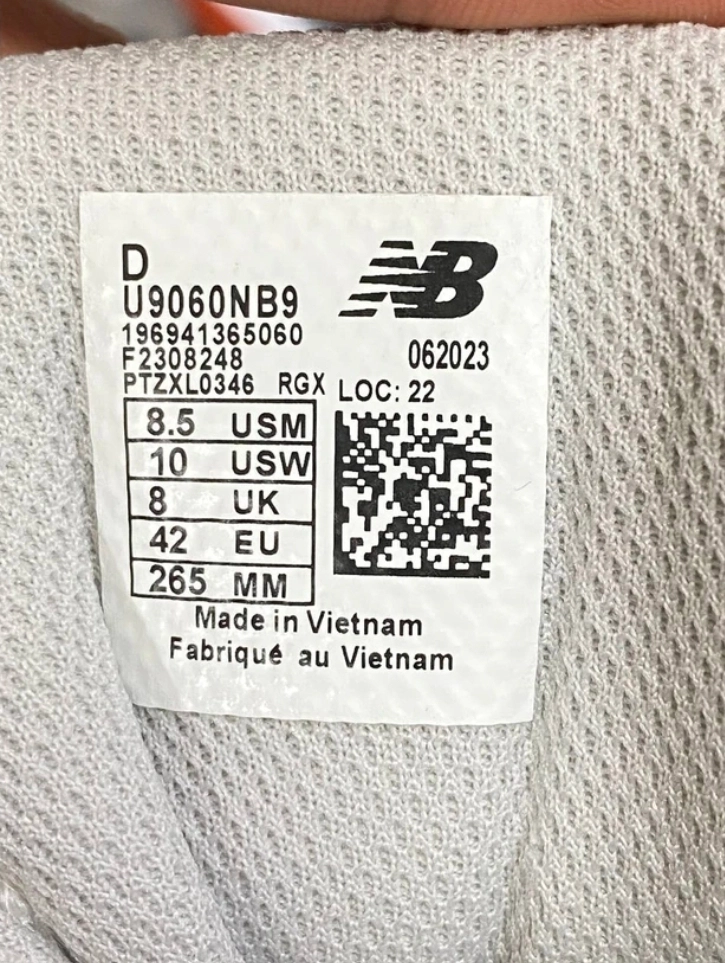 D
NB
U9060NB9
196941365060
F2308248 062023
PTZXL0346 RGX LOC: 22
8.5 USM
10 USW
8 UK
42 EU
265 MM
Made in Vietnam
Fabriqué au Vietnam